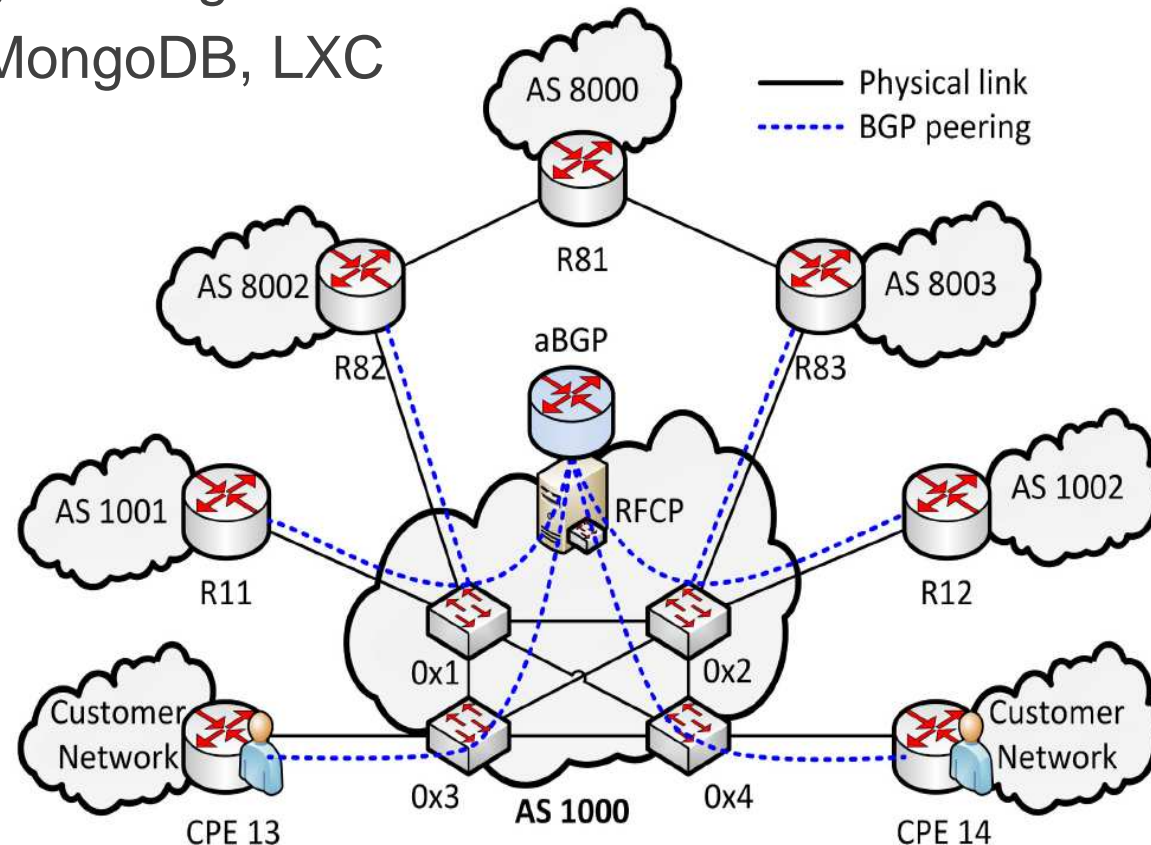 MongoDB, LXC
AS 8000
Physical link
BGP peering
R81
AS 8002
AS 8003
aBGP
R82
R83
AS 1001
RFCP
AS 1002
R11
R12
0x1
0x2
Customer
Network
Customer
Network
0x3
AS 1000
0x4
CPE 13
CPE 14